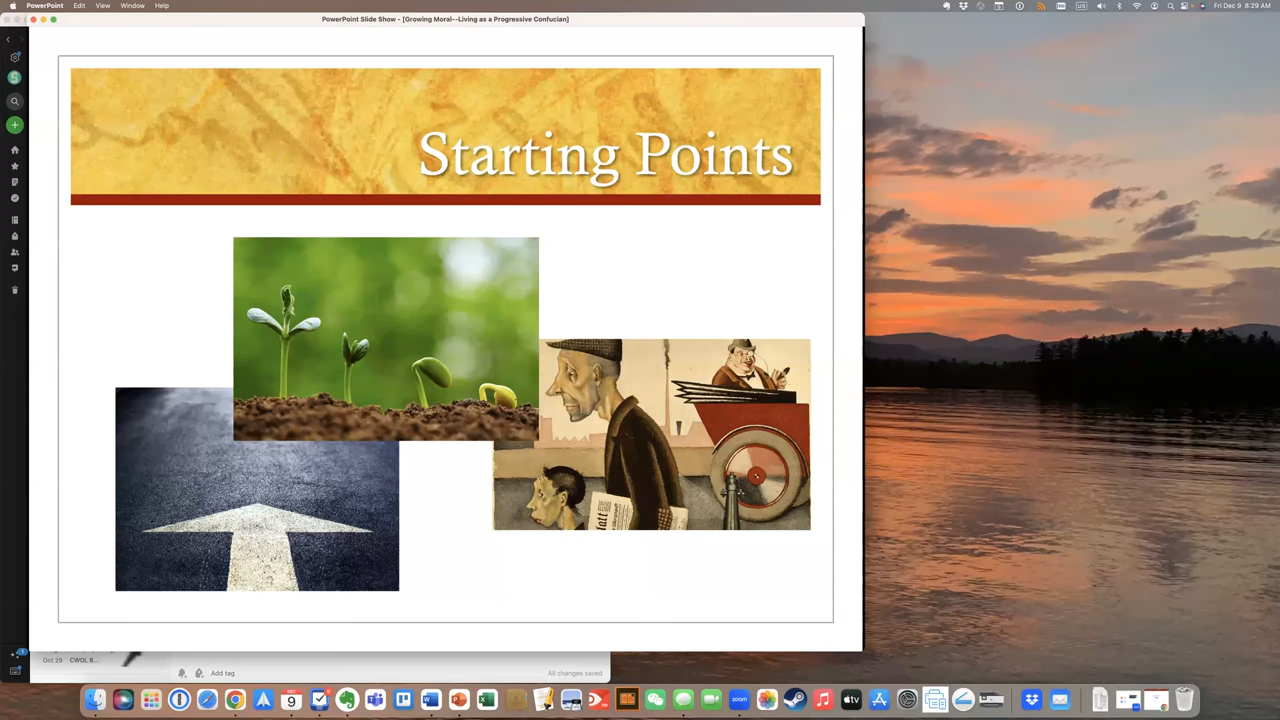 PowerPoint Edit View Window Help
Fri Dec 9 8:29 AM
PowerPoint Slide Show - [Growing Moral--Living as a Progressive Confucian]
Starting Points
Oct 29 CWOL B...
Add tag
All changes saved